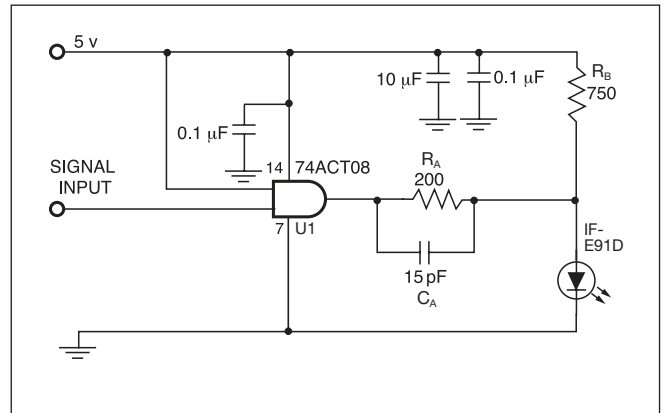 5 v
10 μF
0.1 μF
R_B
750
0.1 μF
SIGNAL
INPUT
14
74ACT08
7
U1
R_A
200
15 pF
C_A
IF-
E91D